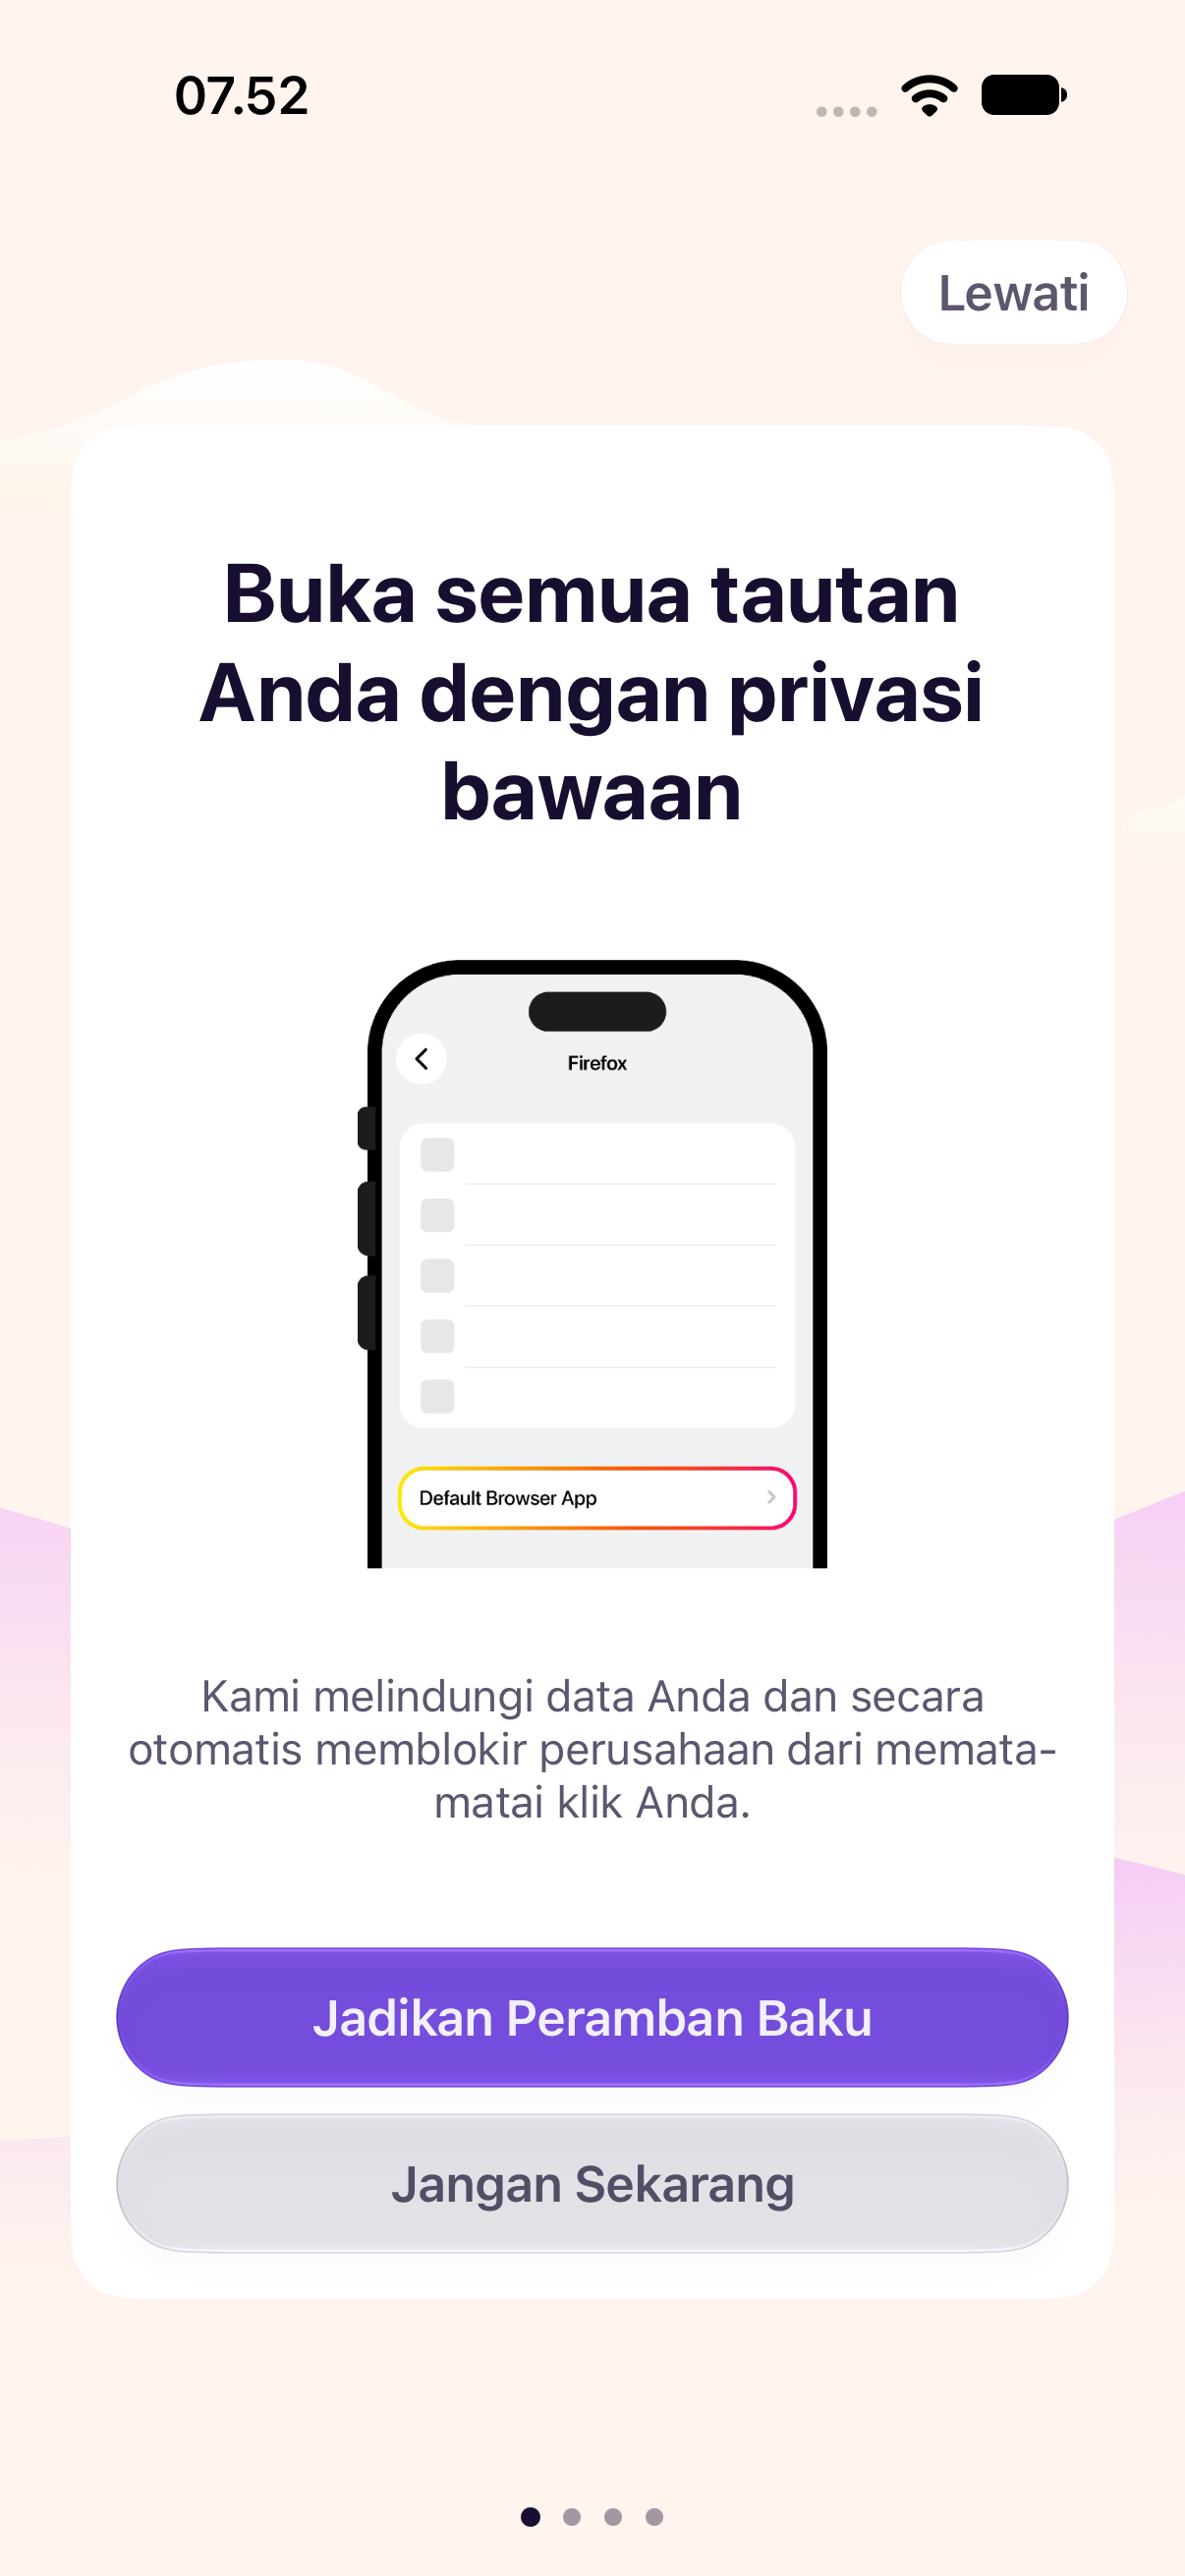 07.52
Lewati
Buka semua tautan
Anda dengan privasi
bawaan
Firefox
Default Browser App
Kami melindungi data Anda dan secara
otomatis memblokir perusahaan dari memata-
matai klik Anda.
Jadikan Peramban Baku
Jangan Sekarang